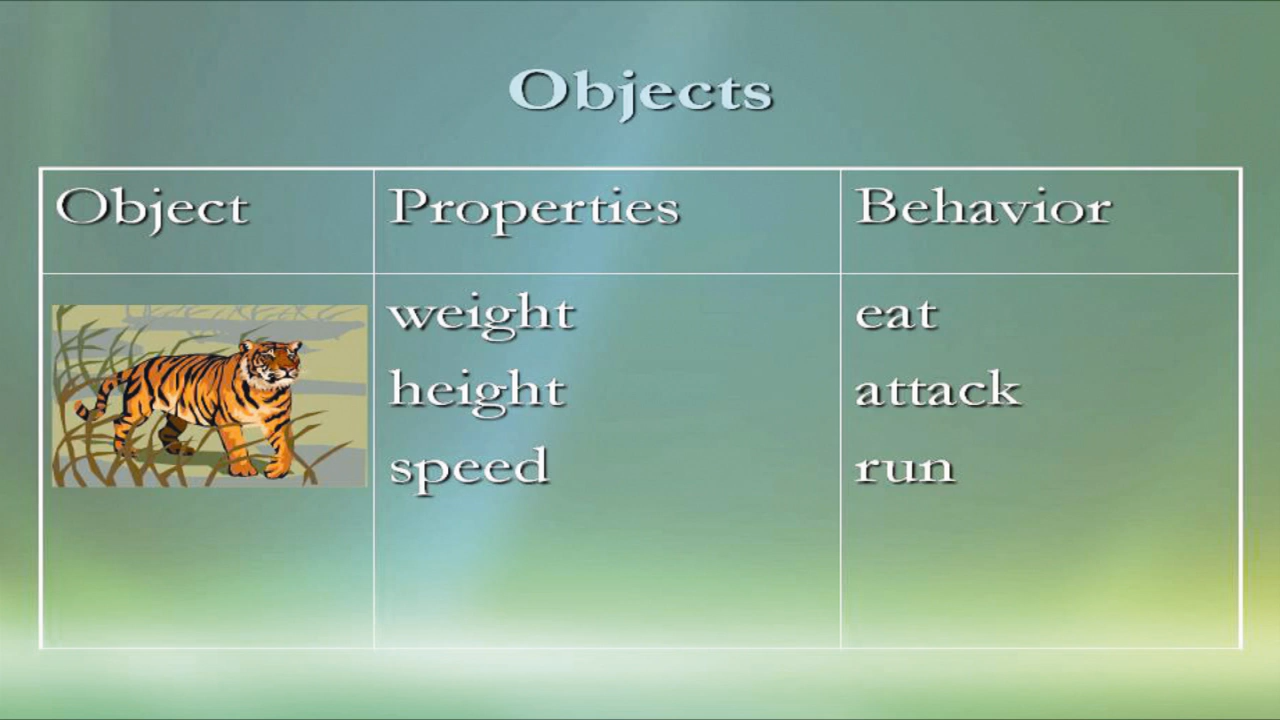 Objects
Object Properties Behavior
weight eat
height attack
speed run